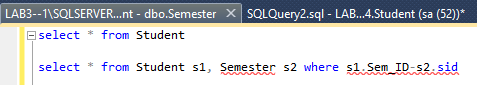 LAB3--1\SQLSERVER...nt - dbo.Semester SQLQuery2.sql - LAB...4.Student (sa (52))*
select * from Student
select * from Student s1, Semester s2 where s1.Sem_ID-s2.sid